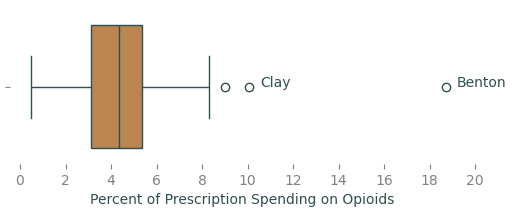 Clay
Benton
0 2 4 6 8 10 12 14 16 18 20
Percent of Prescription Spending on Opioids